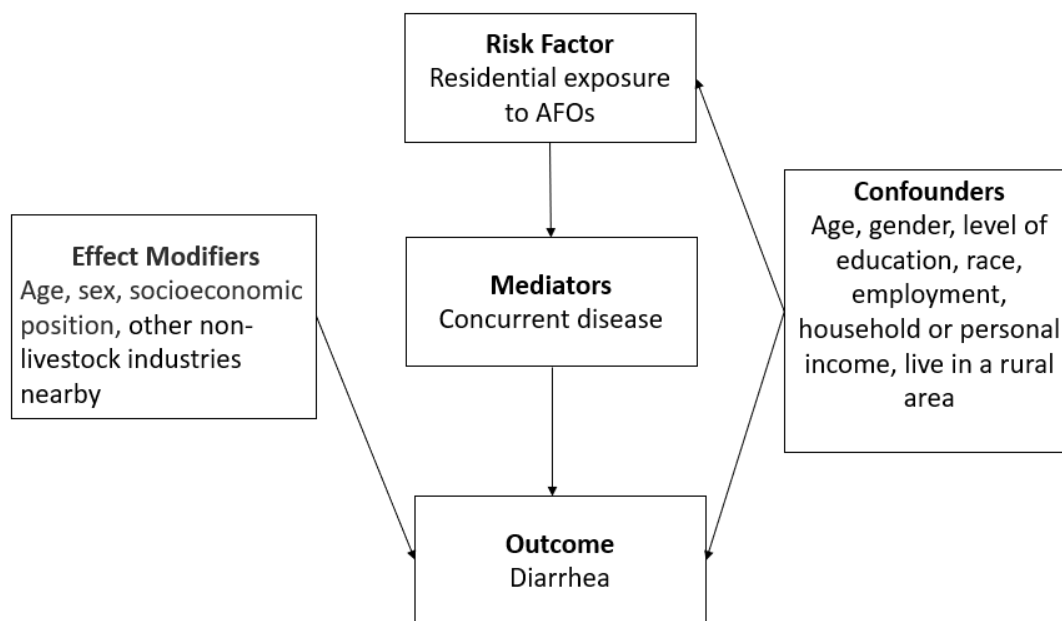 Risk Factor
Residential exposure
to AFOs
Confounders
Age, gender, level of
education, race,
employment,
household or personal
income, live in a rural
area
Effect Modifiers
Age, sex, socioeconomic
position, other non-
livestock industries
nearby
Mediators
Concurrent disease
Outcome
Diarrhea